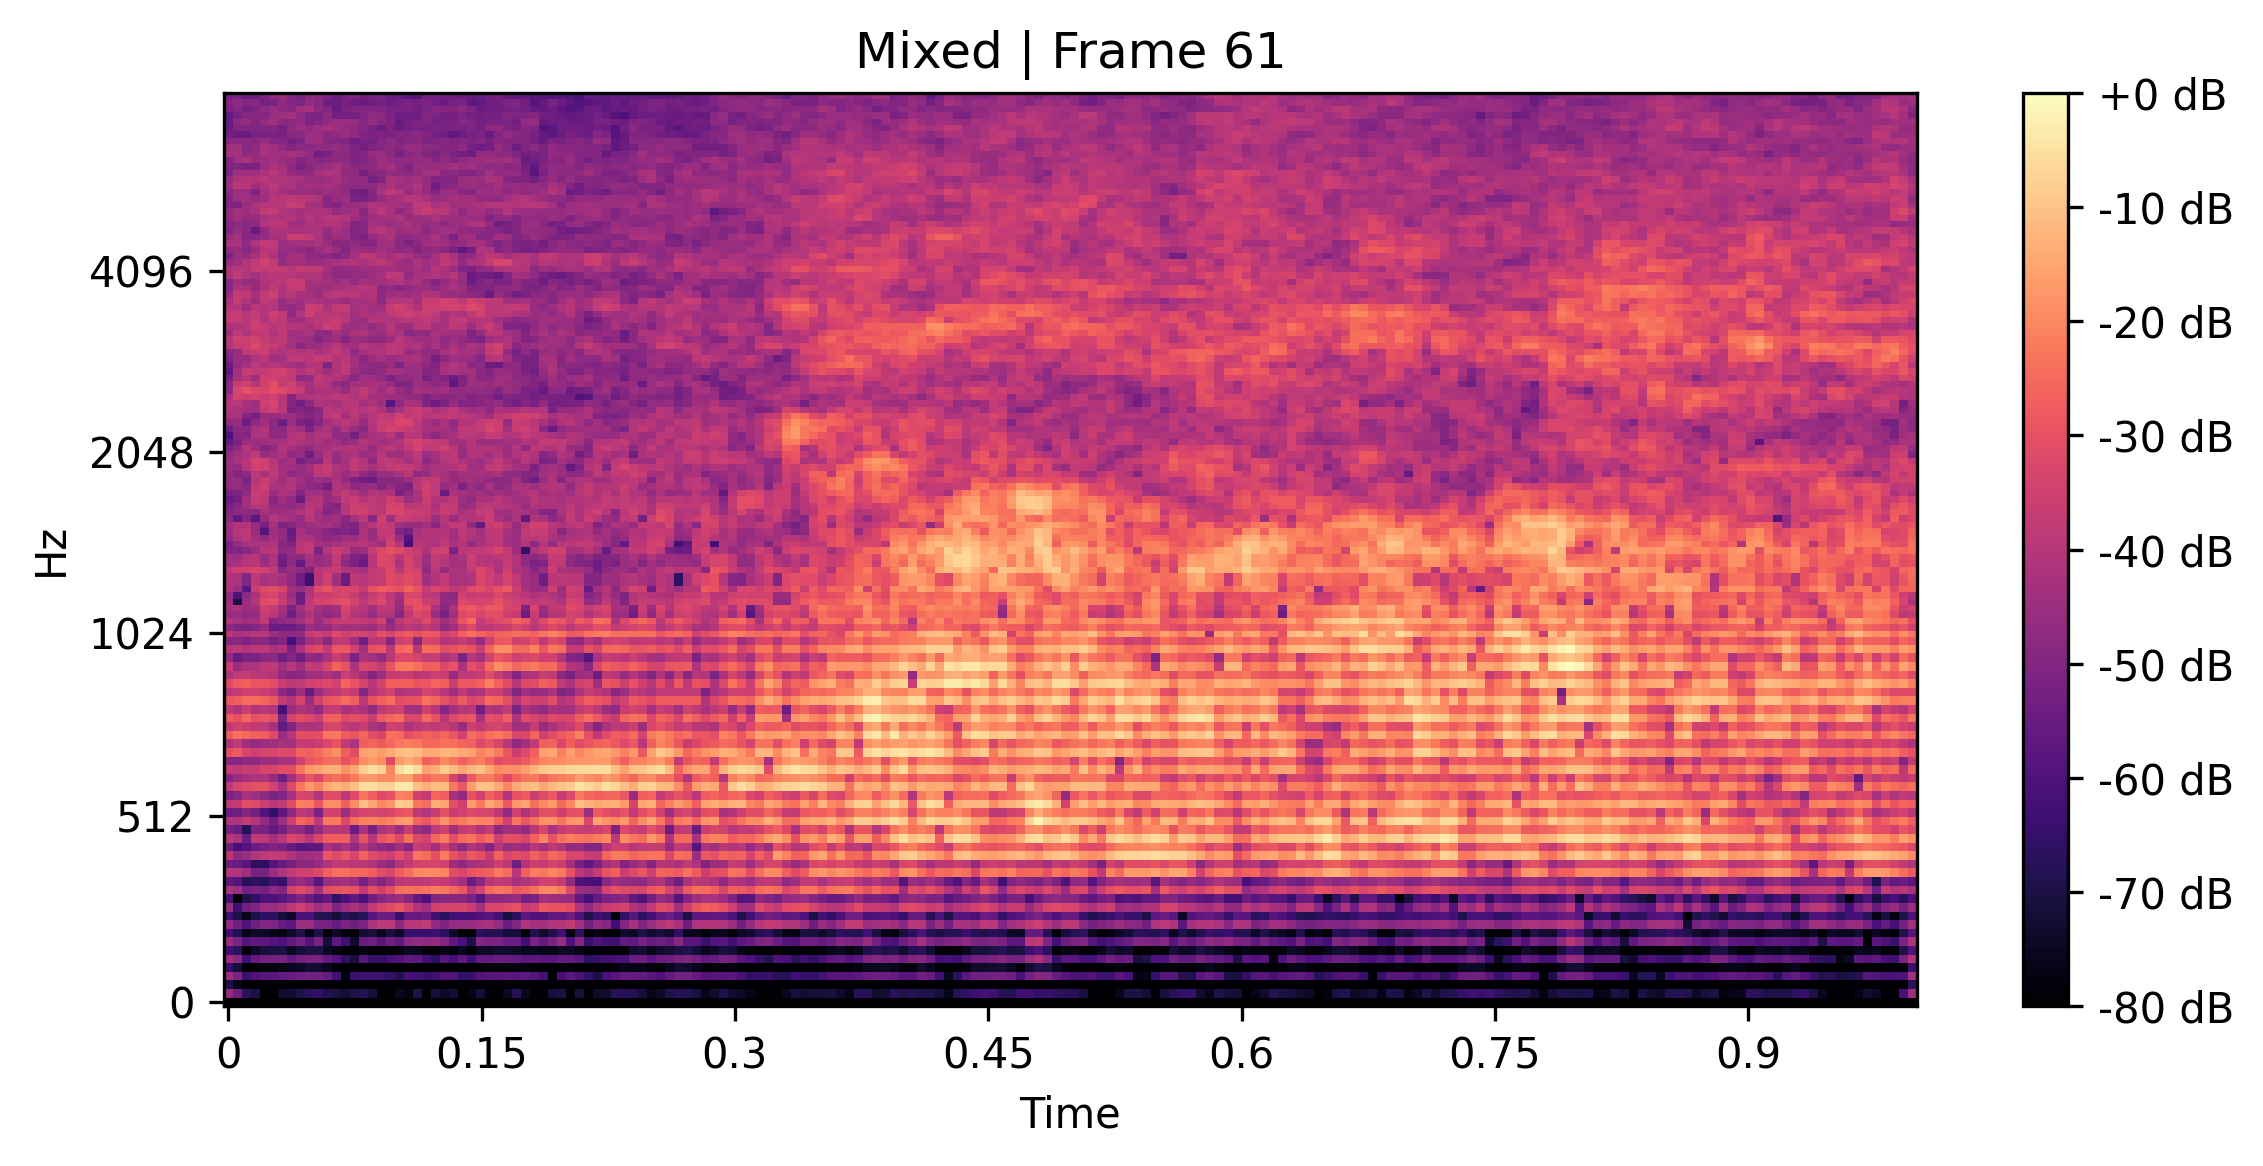 Mixed | Frame 61
Hz
4096
2048
1024
512
0
0 0.15 0.3 0.45 0.6 0.75 0.9
Time
+0 dB
-10 dB
-20 dB
-30 dB
-40 dB
-50 dB
-60 dB
-70 dB
-80 dB